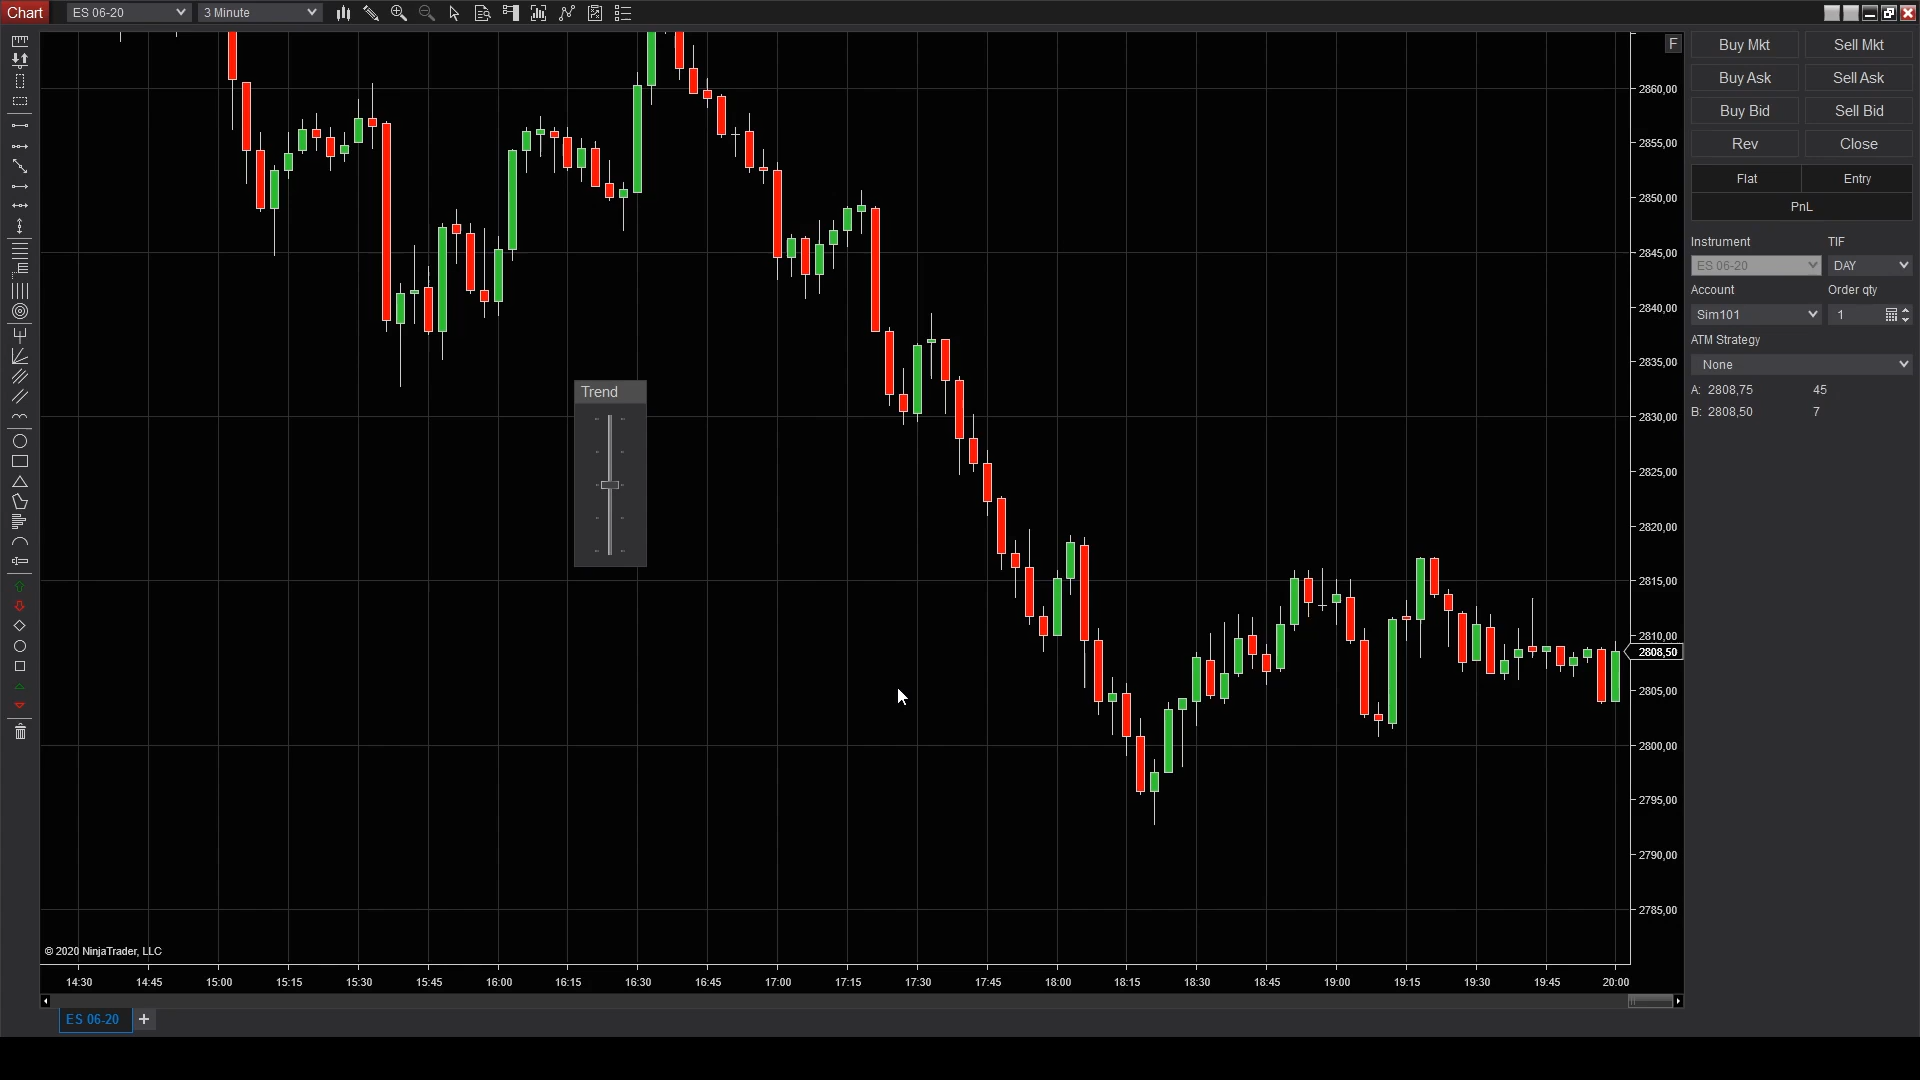 Chart ES 06-20 3 Minute
F
Buy Mkt Sell Mkt
Buy Ask Sell Ask
Buy Bid Sell Bid
Rev Close
Flat Entry
PnL
Instrument TIF
ES 06-20 DAY
Account Order qty
Sim101 1
ATM Strategy
None
A: 2808,75 45
B: 2808,50 7
2860,00
2855,00
2850,00
2845,00
2840,00
2835,00
2830,00
2825,00
2820,00
2815,00
2810,00
2808,50
2805,00
2800,00
2795,00
2790,00
2785,00
Trend
© 2020 NinjaTrader, LLC
14:30 14:45 15:00 15:15 15:30 15:45 16:00 16:15 16:30 16:45 17:00 17:15 17:30 17:45 18:00 18:15 18:30 18:45 19:00 19:15 19:30 19:45 20:00
ES 06-20 +